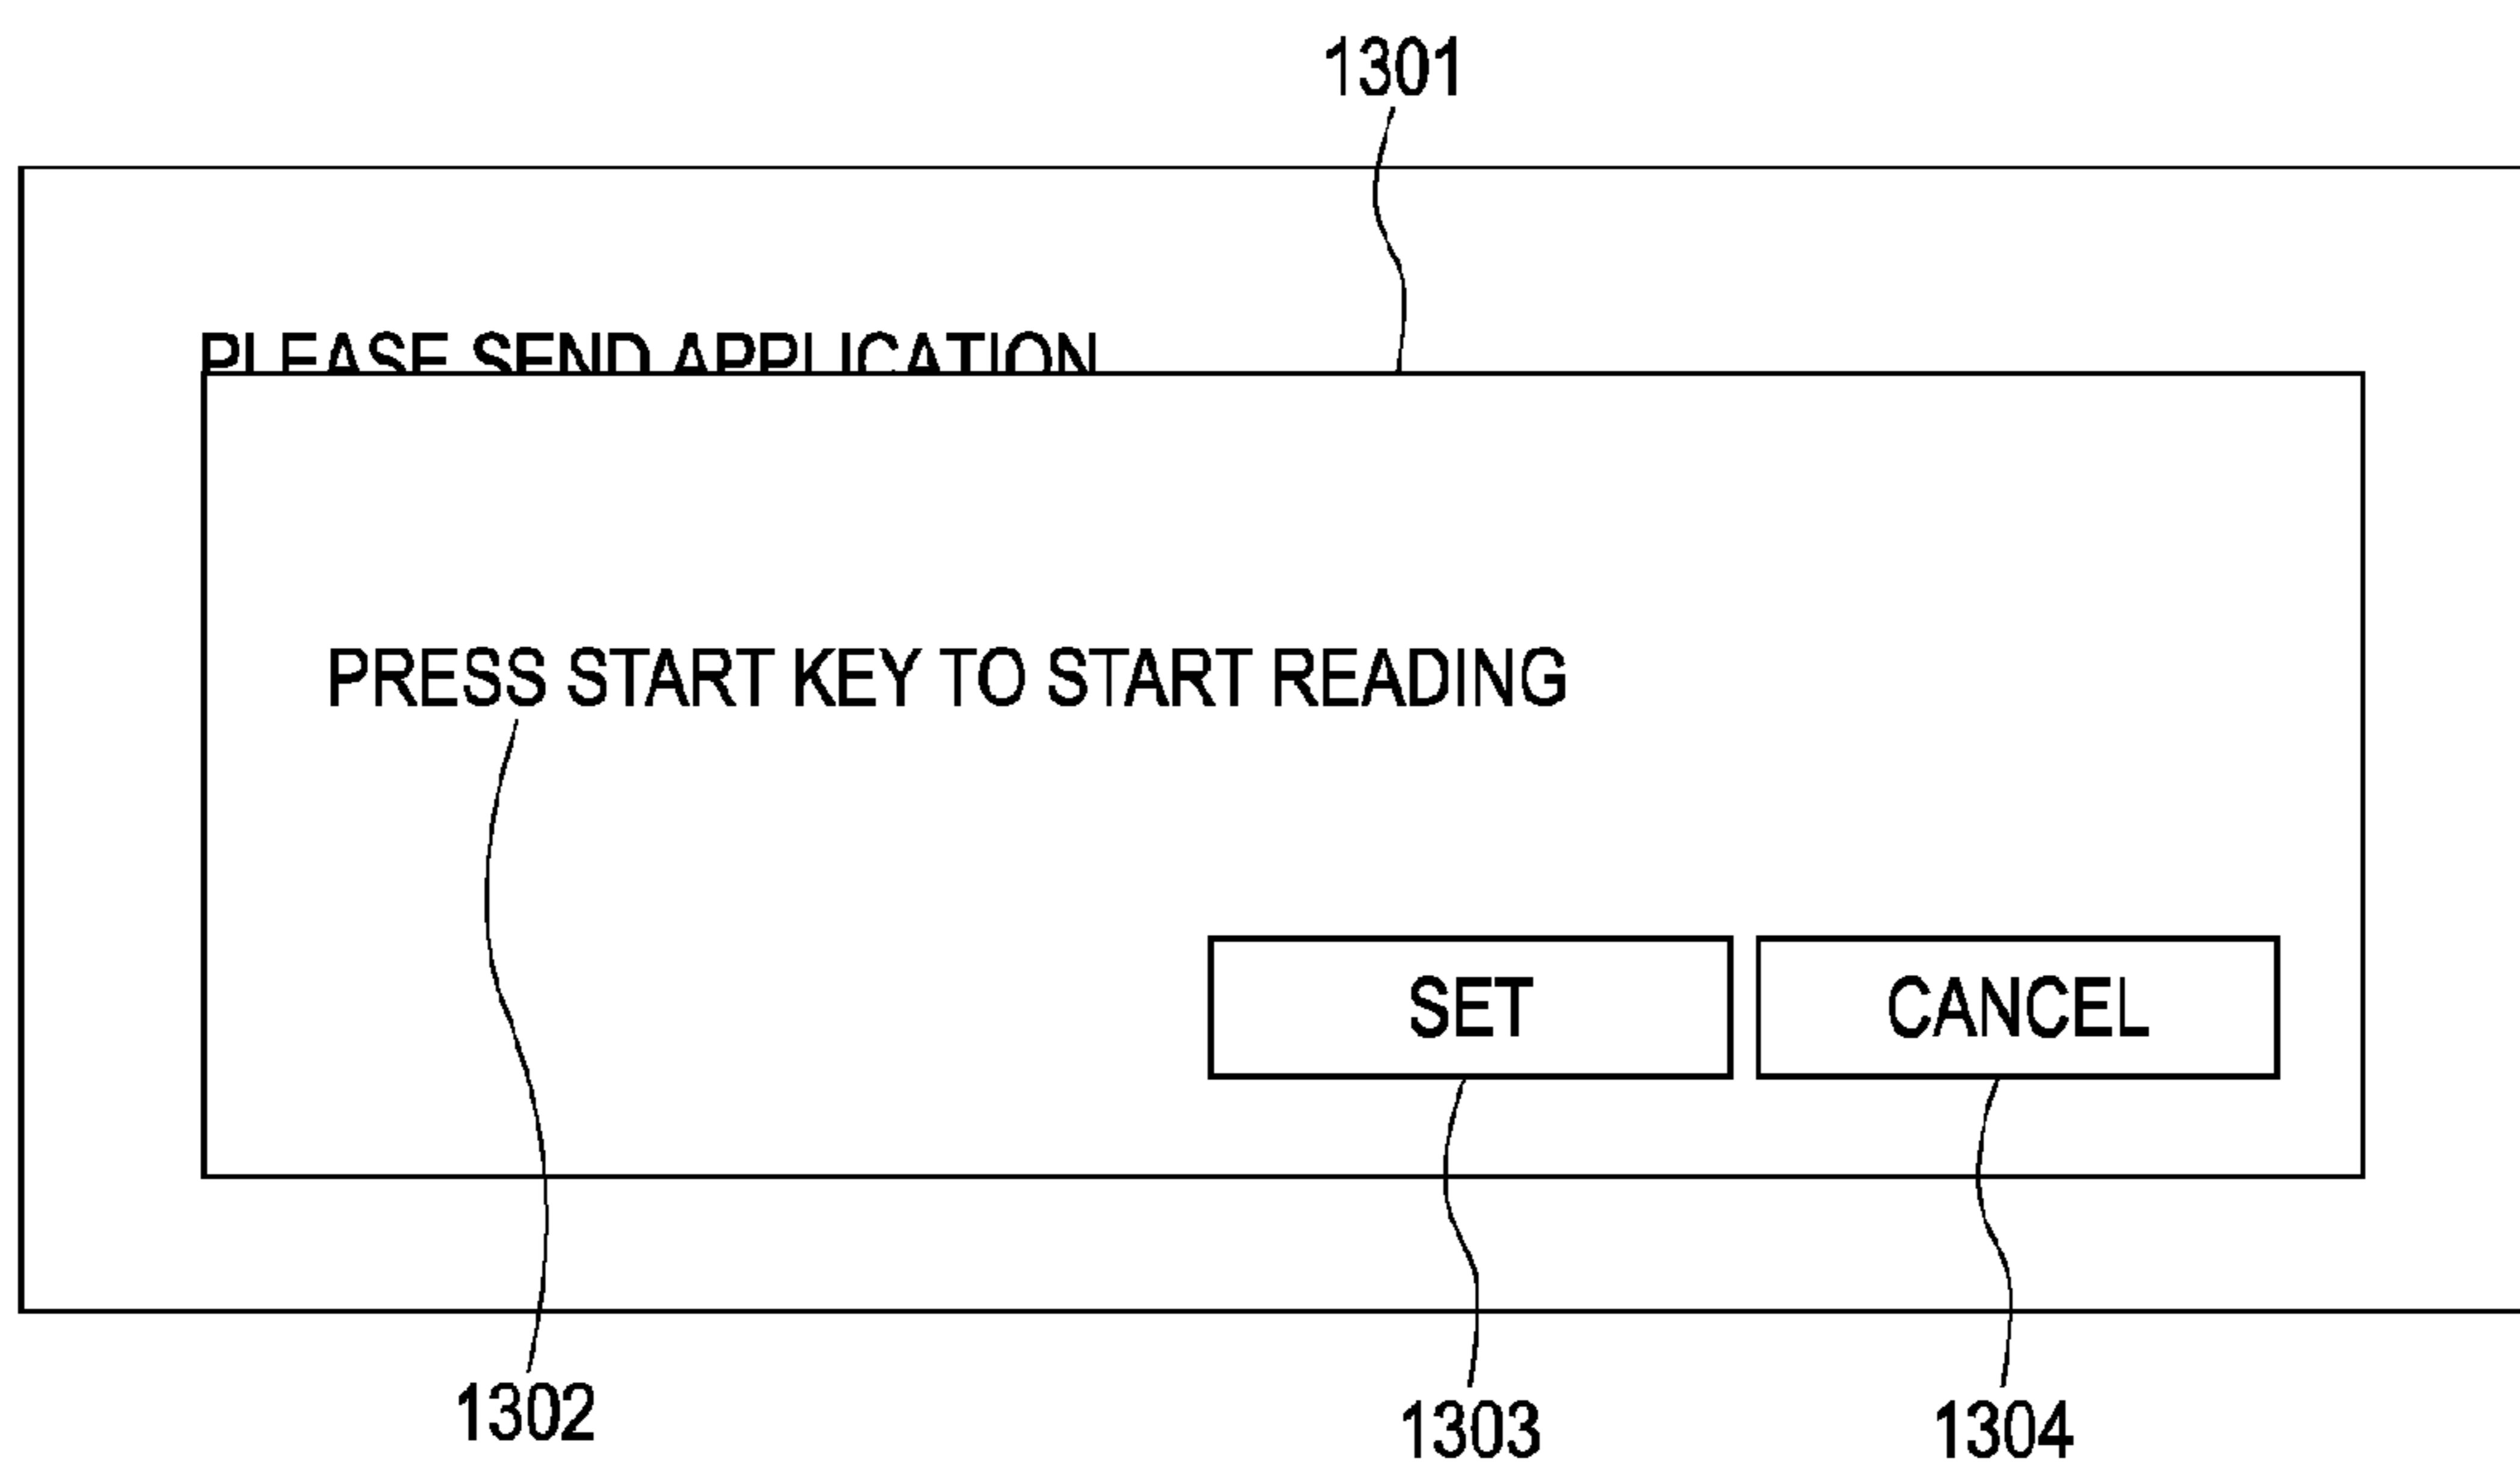 1301
PLEASE SEND APPLICATION
PRESS START KEY TO START READING
SET CANCEL
1302 1303 1304